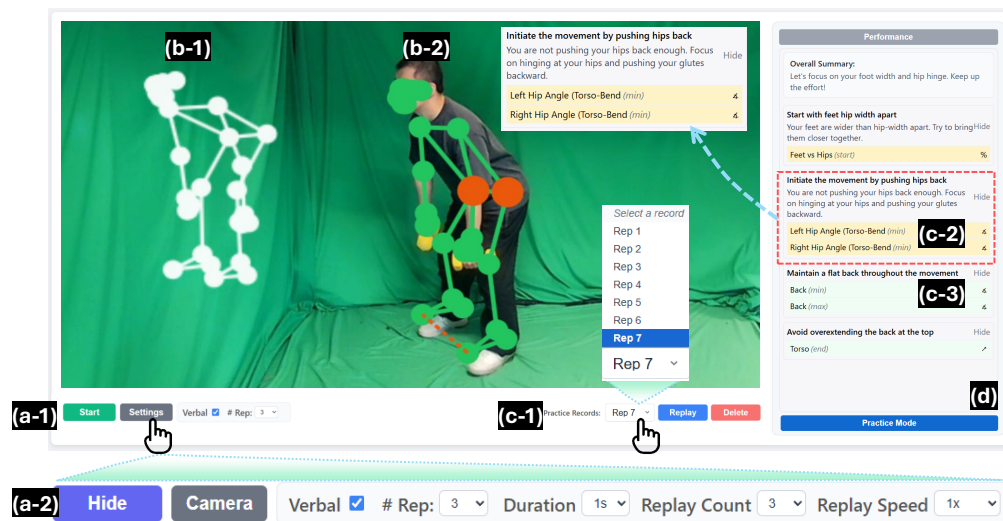 (b-1)
(b-2)
Initiate the movement by pushing hips back
You are not pushing your hips back enough. Focus
on hinging at your hips and pushing your glutes
backward.
Hide
Left Hip Angle (Torso-Bend (min) ∡
Right Hip Angle (Torso-Bend (min) ∡
Select a record
Rep 1
Rep 2
Rep 3
Rep 4
Rep 5
Rep 6
Rep 7
Rep 7
Performance
Overall Summary:
Let's focus on your foot width and hip hinge. Keep up
the effort!
Start with feet hip width apart
Your feet are wider than hip-width apart. Try to bring Hide
them closer together.
Feet vs Hips (start) %
Initiate the movement by pushing hips back
You are not pushing your hips back enough. Focus
on hinging at your hips and pushing your glutes
backward.
Hide
Left Hip Angle (Torso-Bend (min) ∡
(c-2)
Right Hip Angle (Torso-Bend (min) ∡
Maintain a flat back throughout the movement Hide
Back (min) ∡
(c-3)
Back (max) ∡
Avoid overextending the back at the top Hide
Torso (end) ↗
(d)
Practice Mode
(a-1) Start Settings Verbal # Rep: 3
(c-1) Practice Records: Rep 7 Replay Delete
(a-2) Hide Camera Verbal # Rep: 3 Duration 1s Replay Count 3 Replay Speed 1x